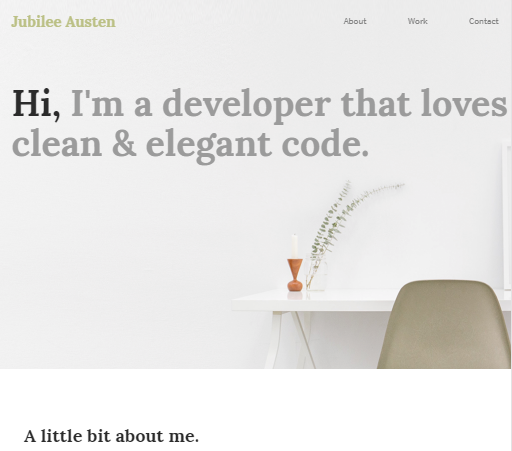 Jubilee Austen
About Work Contact
Hi, I'm a developer that loves
clean & elegant code.
A little bit about me.